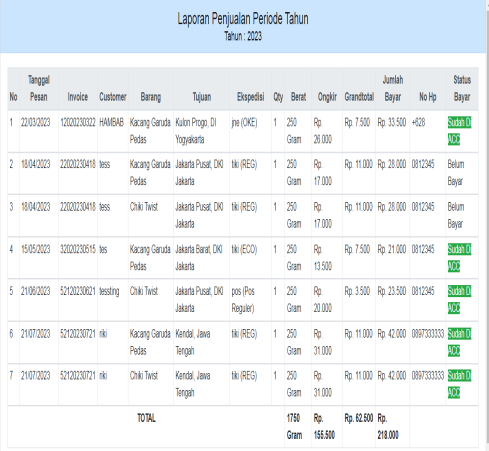 Laporan Penjualan Periode Tahun
Tahun : 2023
No Tanggal Pesan Invoice Customer Barang Tujuan Ekspedisi Qty Berat Ongkir Grandtotal Jumlah Bayar No Hp Status Bayar
1 22/03/2023 12020230322 HAMBAB Kacang Garuda Pedas Kulon Progo, DI Yogyakarta jne (OKE) 1 250 Gram Rp. 26.000 Rp. 7.500 Rp. 33.500 +628 Sudah Di ACC
2 18/04/2023 22020230418 tess Kacang Garuda Pedas Jakarta Pusat, DKI Jakarta tiki (REG) 1 250 Gram Rp. 17.000 Rp. 11.000 Rp. 28.000 0812345 Belum Bayar
3 18/04/2023 22020230418 tess Chiki Twist Jakarta Pusat, DKI Jakarta tiki (REG) 1 250 Gram Rp. 17.000 Rp. 11.000 Rp. 28.000 0812345 Belum Bayar
4 15/05/2023 32020230515 tes Kacang Garuda Pedas Jakarta Barat, DKI Jakarta tiki (ECO) 1 250 Gram Rp. 13.500 Rp. 7.500 Rp. 21.000 0812345 Sudah Di ACC
5 21/06/2023 52120230621 tessting Chiki Twist Jakarta Pusat, DKI Jakarta pos (Pos Reguler) 1 250 Gram Rp. 20.000 Rp. 3.500 Rp. 23.500 0812345 Sudah Di ACC
6 21/07/2023 52120230721 riki Kacang Garuda Pedas Kendal, Jawa Tengah tiki (REG) 1 250 Gram Rp. 31.000 Rp. 11.000 Rp. 42.000 0897333333 Sudah Di ACC
7 21/07/2023 52120230721 riki Chiki Twist Kendal, Jawa Tengah tiki (REG) 1 250 Gram Rp. 31.000 Rp. 11.000 Rp. 42.000 0897333333 Sudah Di ACC
TOTAL 1750 Gram Rp. 155.500 Rp. 62.500 Rp. 218.000